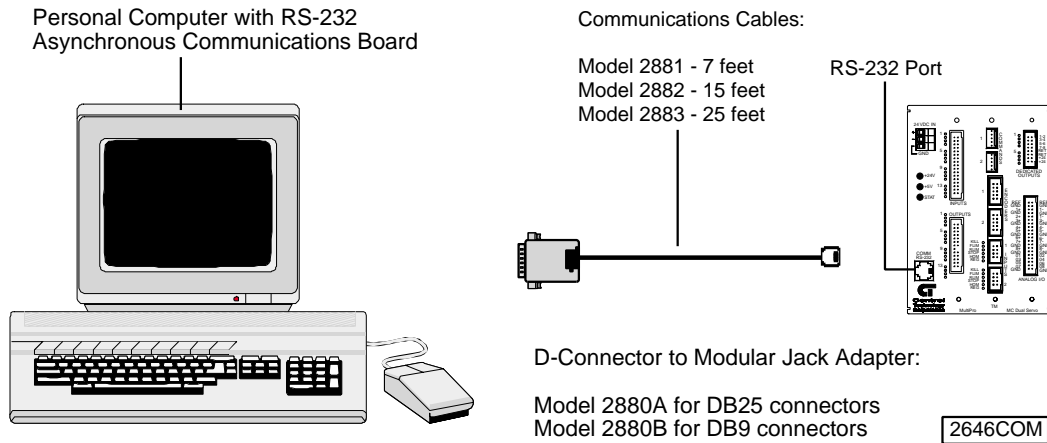 Personal Computer with RS-232
Asynchronous Communications Board
Communications Cables:
Model 2881 - 7 feet
Model 2882 - 15 feet
Model 2883 - 25 feet
RS-232 Port
24 VDC IN
GND
+24V
+5V
STAT
INPUTS
OUTPUTS
COMM
RS-232
DEDICATED
OUTPUTS
ANALOG I/O
MultiPro
TM
MC Dual Servo
D-Connector to Modular Jack Adapter:
Model 2880A for DB25 connectors
Model 2880B for DB9 connectors
2646COM